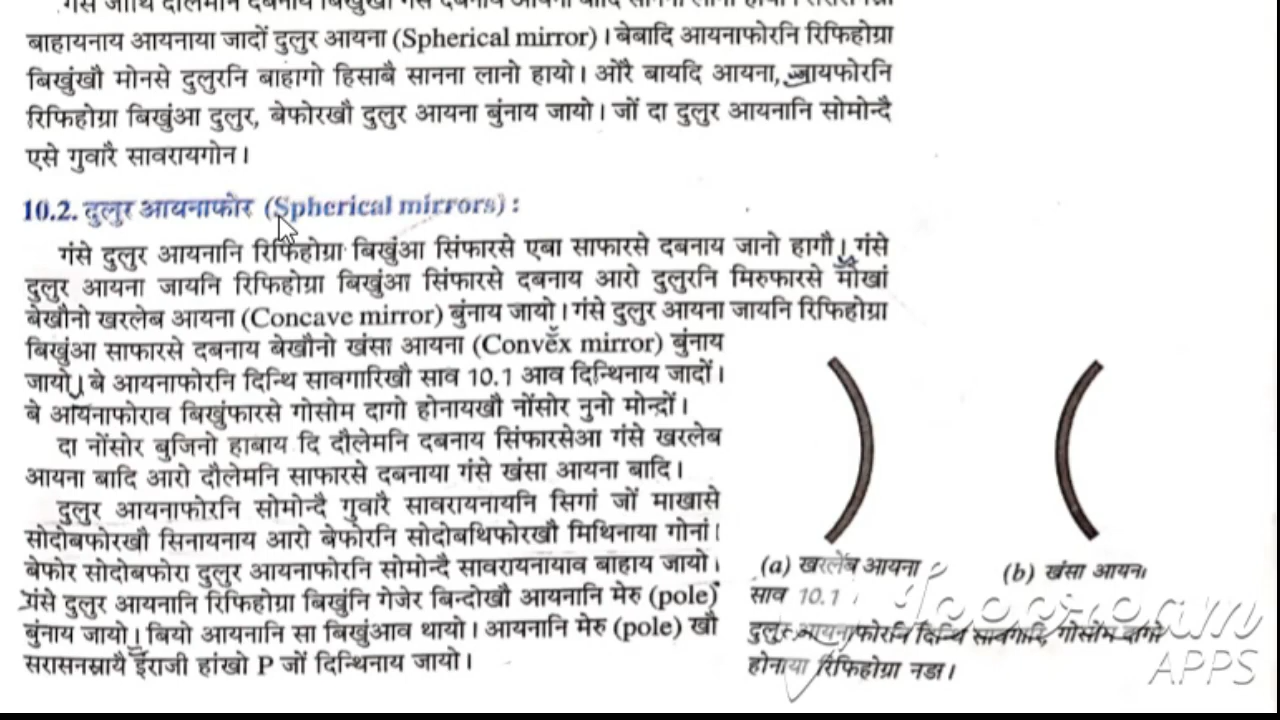 बाहायनाय आयनाया जादों दुलुर आयना (Spherical mirror) । बेबादि आयनाफोरनि रिफिहोग्रा
बिखुंखौ मोनसे दुलुरनि बाहागो हिसाबै सानना लानो हायो। ओरै बायदि आयना, जायफोरनि
रिफिहोग्रा बिखुंआ दुलुर, बेफोरखौ दुलुर आयना बुंनाय जायो। जों दा दुलुर आयनानि सोमोन्दै
एसे गुवारै सावरायगोन।
10.2. दुलुर आयनाफोर (Spherical mirrors) :
गंसे दुलुर आयनानि रिफिहोग्रा बिखुंआ सिंफारसे एबा साफारसे दबनाय जानो हागौ। गंसे
दुलुर आयना जायनि रिफिहोग्रा बिखुंआ सिंफारसे दबनाय आरो दुलुरनि मिरुफारसे मोखां
बेखौनो खरलेब आयना (Concave mirror) बुंनाय जायो। गंसे दुलुर आयना जायनि रिफिहोग्रा
बिखुंआ साफारसे दबनाय बेखौनो खंसा आयना (Convex mirror) बुंनाय
जायो। बे आयनाफोरनि दिन्थि सावगारिखौ साव 10.1 आव दिन्थिनाय जादों।
बे आयनाफोराव बिखुंफारसे गोसोम दागो होनायखौ नोंसोर नुनो मोन्दों।
दा नोंसोर बुजिनो हाबाय दि दौलेमनि दबनाय सिंफारसेआ गंसे खरलेब
आयना बादि आरो दौलेमनि साफारसे दबनाया गंसे खंसा आयना बादि।
दुलुर आयनाफोरनि सोमोन्दै गुवारै सावरायनायनि सिगां जों माखासे
सोदोबफोरखौ सिनायनाय आरो बेफोरनि सोदोबथिफोरखौ मिथिनाया गोनां।
बेफोर सोदोबफोरा दुलुर आयनाफोरनि सोमोन्दै सावरायनायाव बाहाय जायो।
गंसे दुलुर आयनानि रिफिहोग्रा बिखुंनि गेजेर बिन्दोखौ आयनानि मेरु (pole)
बुंनाय जायो। बियो आयनानि सा बिखुंआव थायो। आयनानि मेरु (pole) खौ
सरासनस्रायै ईंराजी हांखो P जों दिन्थिनाय जायो।
(a) खरलेब आयना
(b) खंसा आयना
साव 10.1
दुलुर आयनाफोरनि दिन्थि सावगारि, गोसोम दागो
होनाया रिफिहोग्रा नङा।
APPS